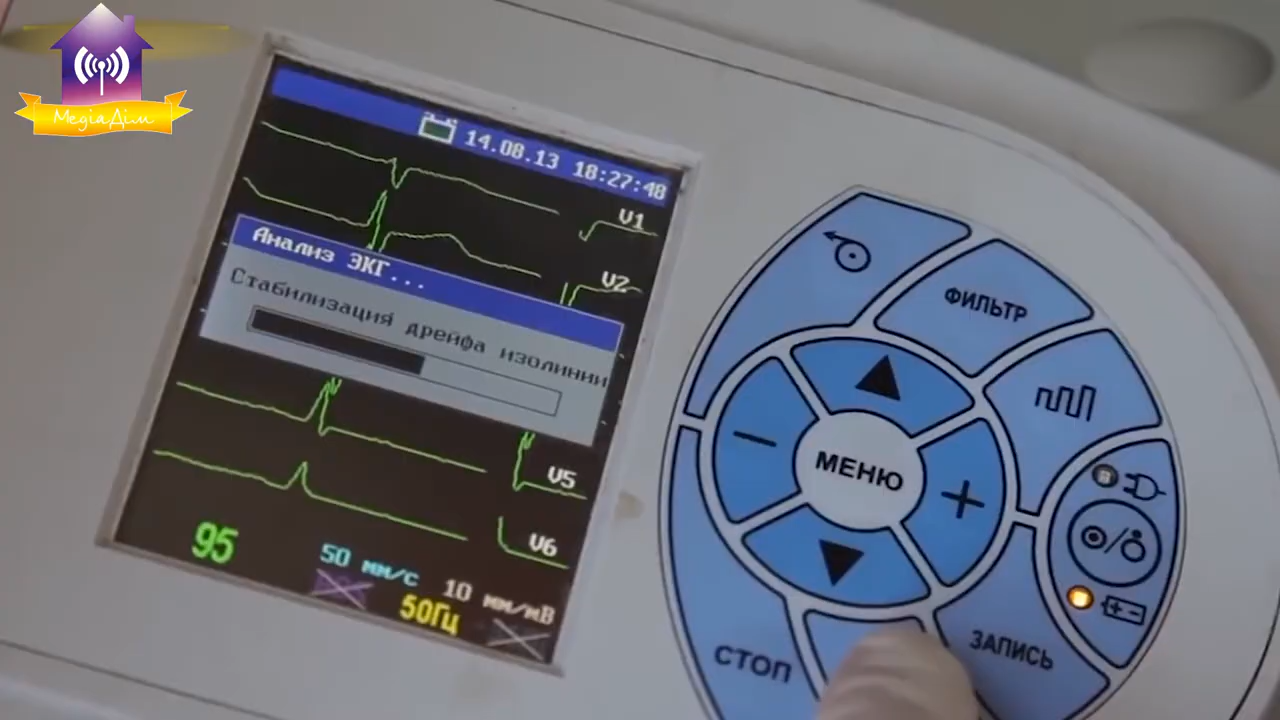 МедіаДім
14.08.13 18:27:48
V1
V2
Анализ ЭКГ...
Стабилизация дрейфа изолинии
V5
V6
95
50 мм/с
10 мм/мВ
50Гц
ФИЛЬТР
МЕНЮ
СТОП
ЗАПИСЬ